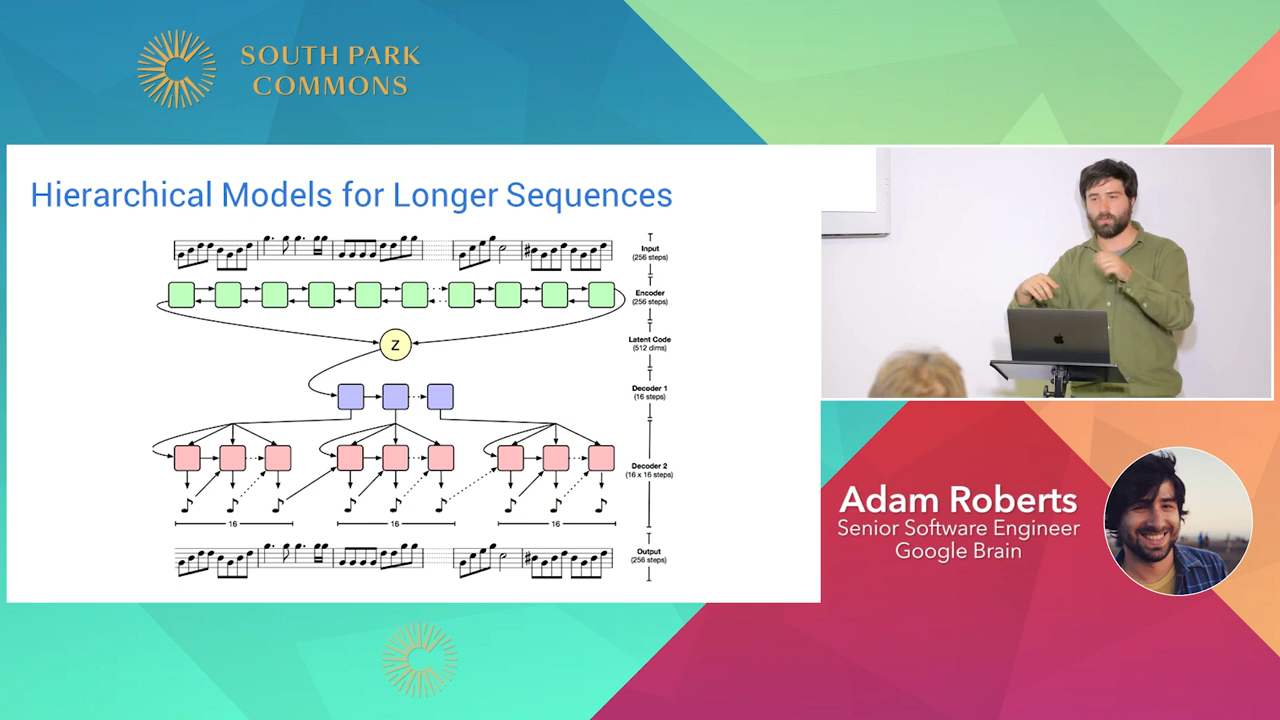 SOUTH PARK
COMMONS
Hierarchical Models for Longer Sequences
Input
(256 steps)
Encoder
(256 steps)
Z
Latent Code
(512 dims)
Decoder 1
(16 steps)
Decoder 2
(16 x 16 steps)
16
16
16
Output
(256 steps)
Adam Roberts
Senior Software Engineer
Google Brain